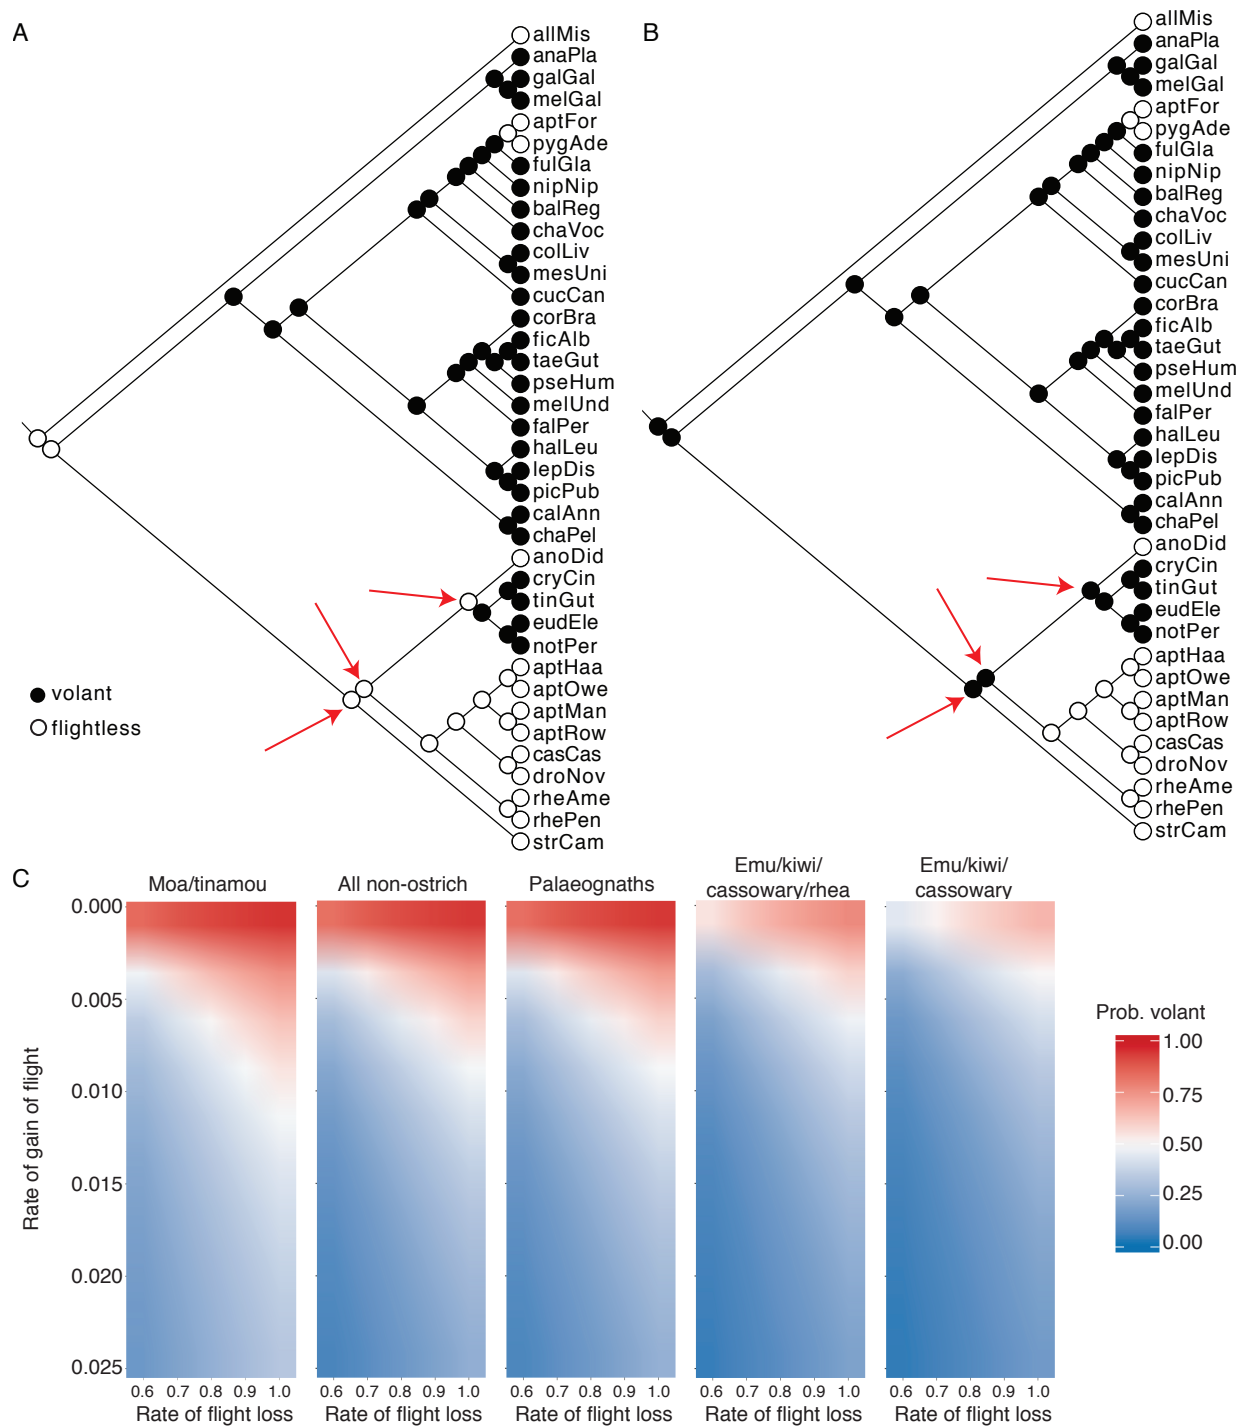 A
allMis
anaPla
galGal
melGal
aptFor
pygAde
fulGla
nipNip
balReg
chaVoc
colLiv
mesUni
cucCan
corBra
ficAlb
taeGut
pseHum
melUnd
falPer
halLeu
lepDis
picPub
calAnn
chaPel
anoDid
cryCin
tinGut
eudEle
notPer
aptHaa
aptOwe
aptMan
aptRow
casCas
droNov
rheAme
rhePen
strCam
volant
flightless
B
allMis
anaPla
galGal
melGal
aptFor
pygAde
fulGla
nipNip
balReg
chaVoc
colLiv
mesUni
cucCan
corBra
ficAlb
taeGut
pseHum
melUnd
falPer
halLeu
lepDis
picPub
calAnn
chaPel
anoDid
cryCin
tinGut
eudEle
notPer
aptHaa
aptOwe
aptMan
aptRow
casCas
droNov
rheAme
rhePen
strCam
C
Moa/tinamou
All non-ostrich
Palaeognaths
Emu/kiwi/
cassowary/rhea
Emu/kiwi/
cassowary
Rate of gain of flight
0.000
0.005
0.010
0.015
0.020
0.025
0.6 0.7 0.8 0.9 1.0
0.6 0.7 0.8 0.9 1.0
0.6 0.7 0.8 0.9 1.0
0.6 0.7 0.8 0.9 1.0
0.6 0.7 0.8 0.9 1.0
Rate of flight loss
Rate of flight loss
Rate of flight loss
Rate of flight loss
Rate of flight loss
Prob. volant
1.00
0.75
0.50
0.25
0.00